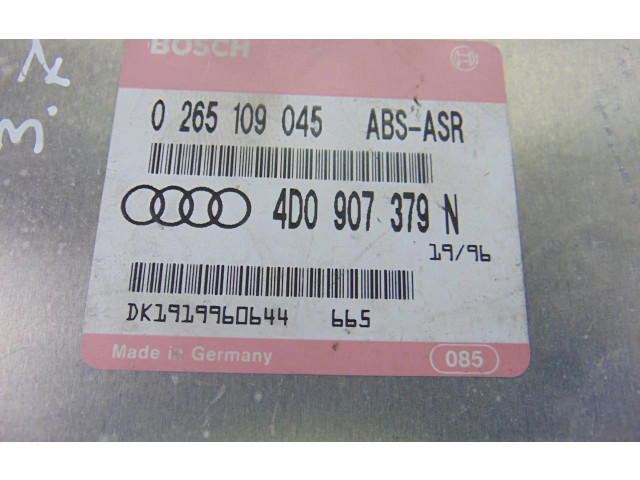 BOSCH
0 265 109 045 ABS-ASR
4D0 907 379 N
19/96
DK1919960644 665
Made in Germany 085